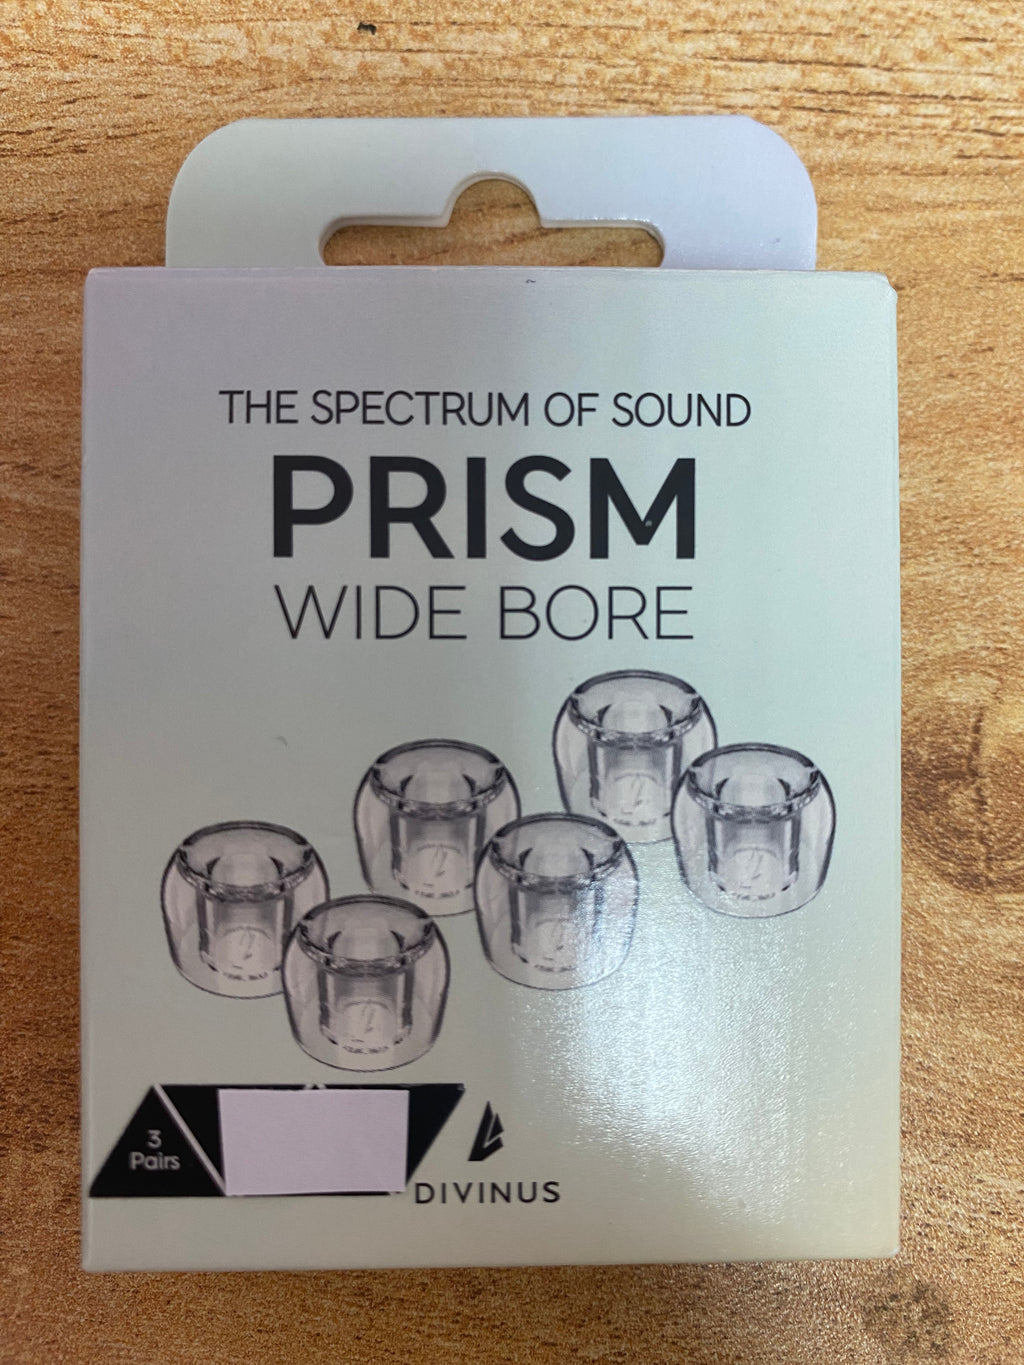 THE SPECTRUM OF SOUND
PRISM
WIDE BORE
3
Pairs
DIVINUS